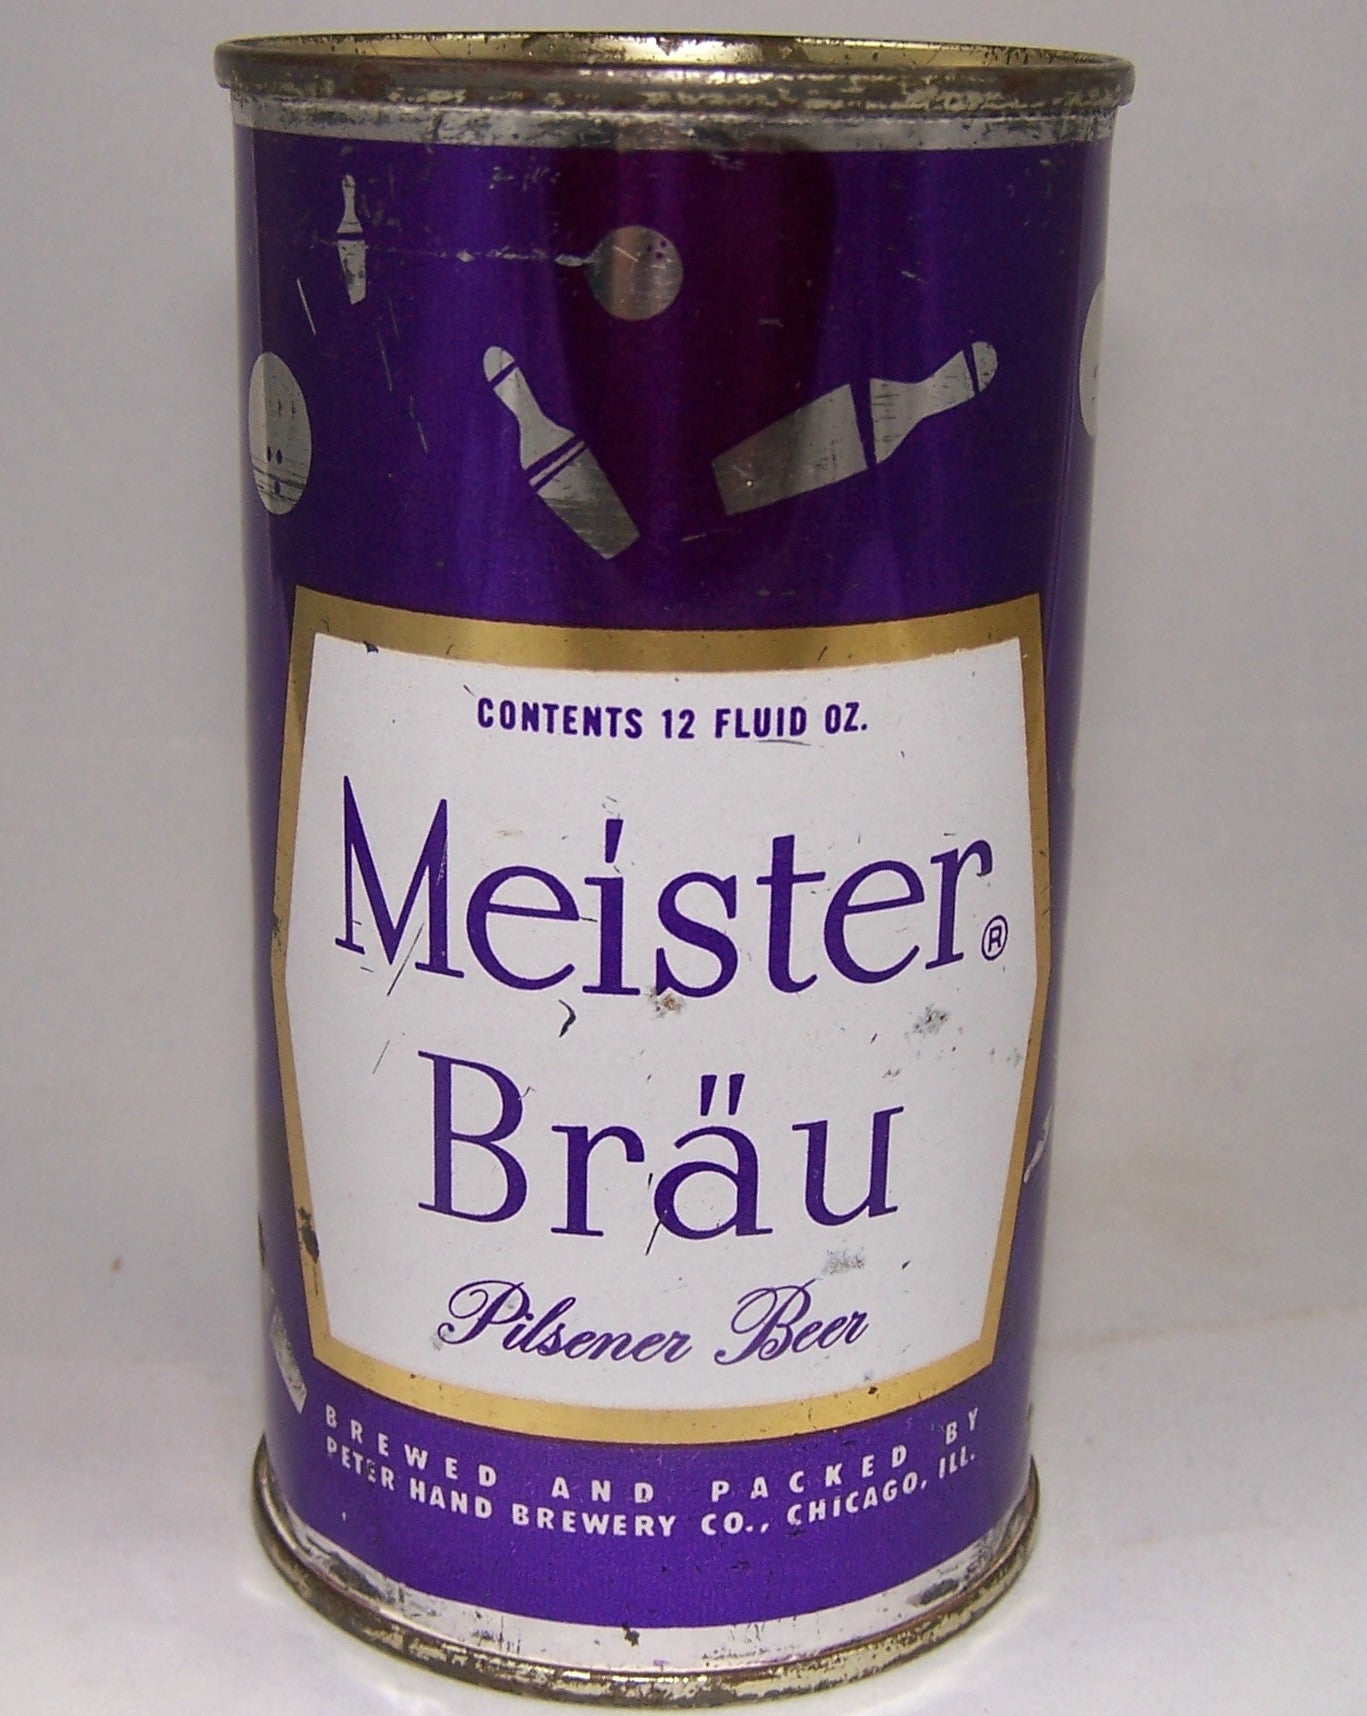 CONTENTS 12 FLUID OZ.
Meister®
Bräu
Pilsener Beer
BREWED AND PACKED BY
PETER HAND BREWERY CO., CHICAGO, ILL.